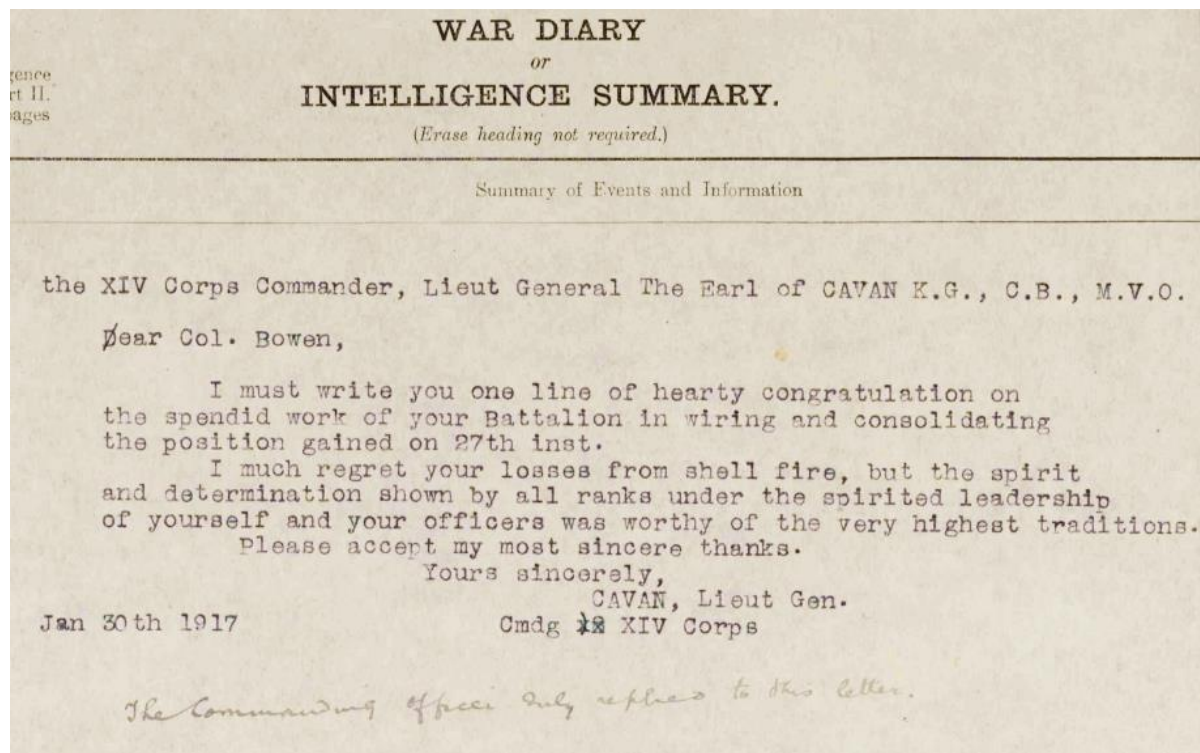 WAR DIARY
or
INTELLIGENCE SUMMARY.
gence
rt II.
ages
(Erase heading not required.)
Summary of Events and Information
the XIV Corps Commander, Lieut General The Earl of CAVAN K.G., C.B., M.V.O.
Dear Col. Bowen,
I must write you one line of hearty congratulation on
the spendid work of your Battalion in wiring and consolidating
the position gained on 27th inst.
I much regret your losses from shell fire, but the spirit
and determination shown by all ranks under the spirited leadership
of yourself and your officers was worthy of the very highest traditions.
Please accept my most sincere thanks.
Yours sincerely,
CAVAN, Lieut Gen.
Jan 30th 1917 Cmdg XIV Corps
The Commanding Officer duly replied to this letter.